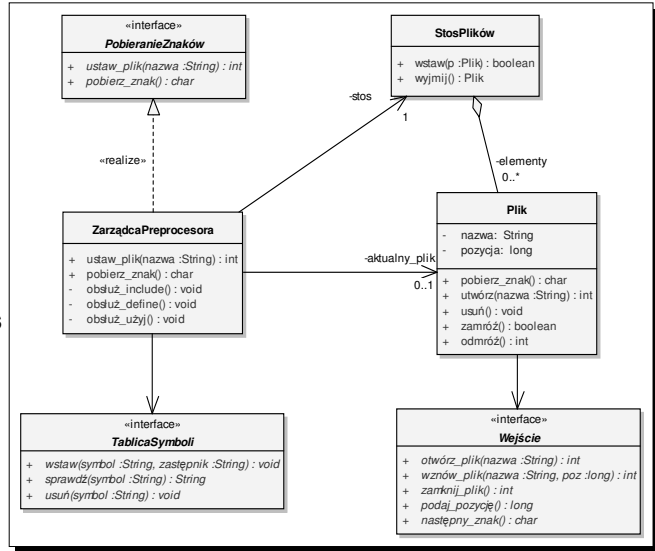 «interface»
PobieranieZnaków
+ ustaw_plik(nazwa :String) : int
+ pobierz_znak() : char
StosPlików
+ wstaw(p :Plik) : boolean
+ wyjmij() : Plik
-stos
1
«realize»
-elementy
0..*
ZarządcaPreprocesora
+ ustaw_plik(nazwa :String) : int
+ pobierz_znak() : char
- obsłuż_include() : void
- obsłuż_define() : void
- obsłuż_użyj() : void
-aktualny_plik
0..1
Plik
- nazwa: String
- pozycja: long
+ pobierz_znak() : char
+ utwórz(nazwa :String) : int
+ usuń() : void
+ zamróź() : boolean
+ odmróź() : int
«interface»
TablicaSymboli
+ wstaw(symbol :String, zastępnik :String) : void
+ sprawdź(symbol :String) : String
+ usuń(symbol :String) : void
«interface»
Wejście
+ otwórz_plik(nazwa :String) : int
+ wznów_plik(nazwa :String, poz :long) : int
+ zamknij_plik() : int
+ podaj_pozycję() : long
+ następny_znak() : char